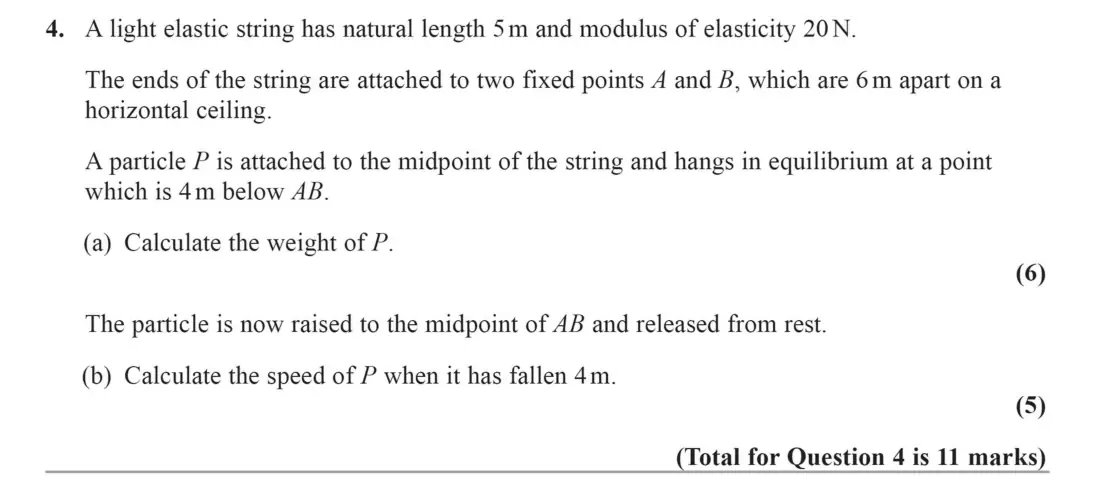 4. A light elastic string has natural length 5 m and modulus of elasticity 20 N.
The ends of the string are attached to two fixed points A and B, which are 6 m apart on a
horizontal ceiling.
A particle P is attached to the midpoint of the string and hangs in equilibrium at a point
which is 4 m below AB.
(a) Calculate the weight of P.
(6)
The particle is now raised to the midpoint of AB and released from rest.
(b) Calculate the speed of P when it has fallen 4 m.
(5)
(Total for Question 4 is 11 marks)